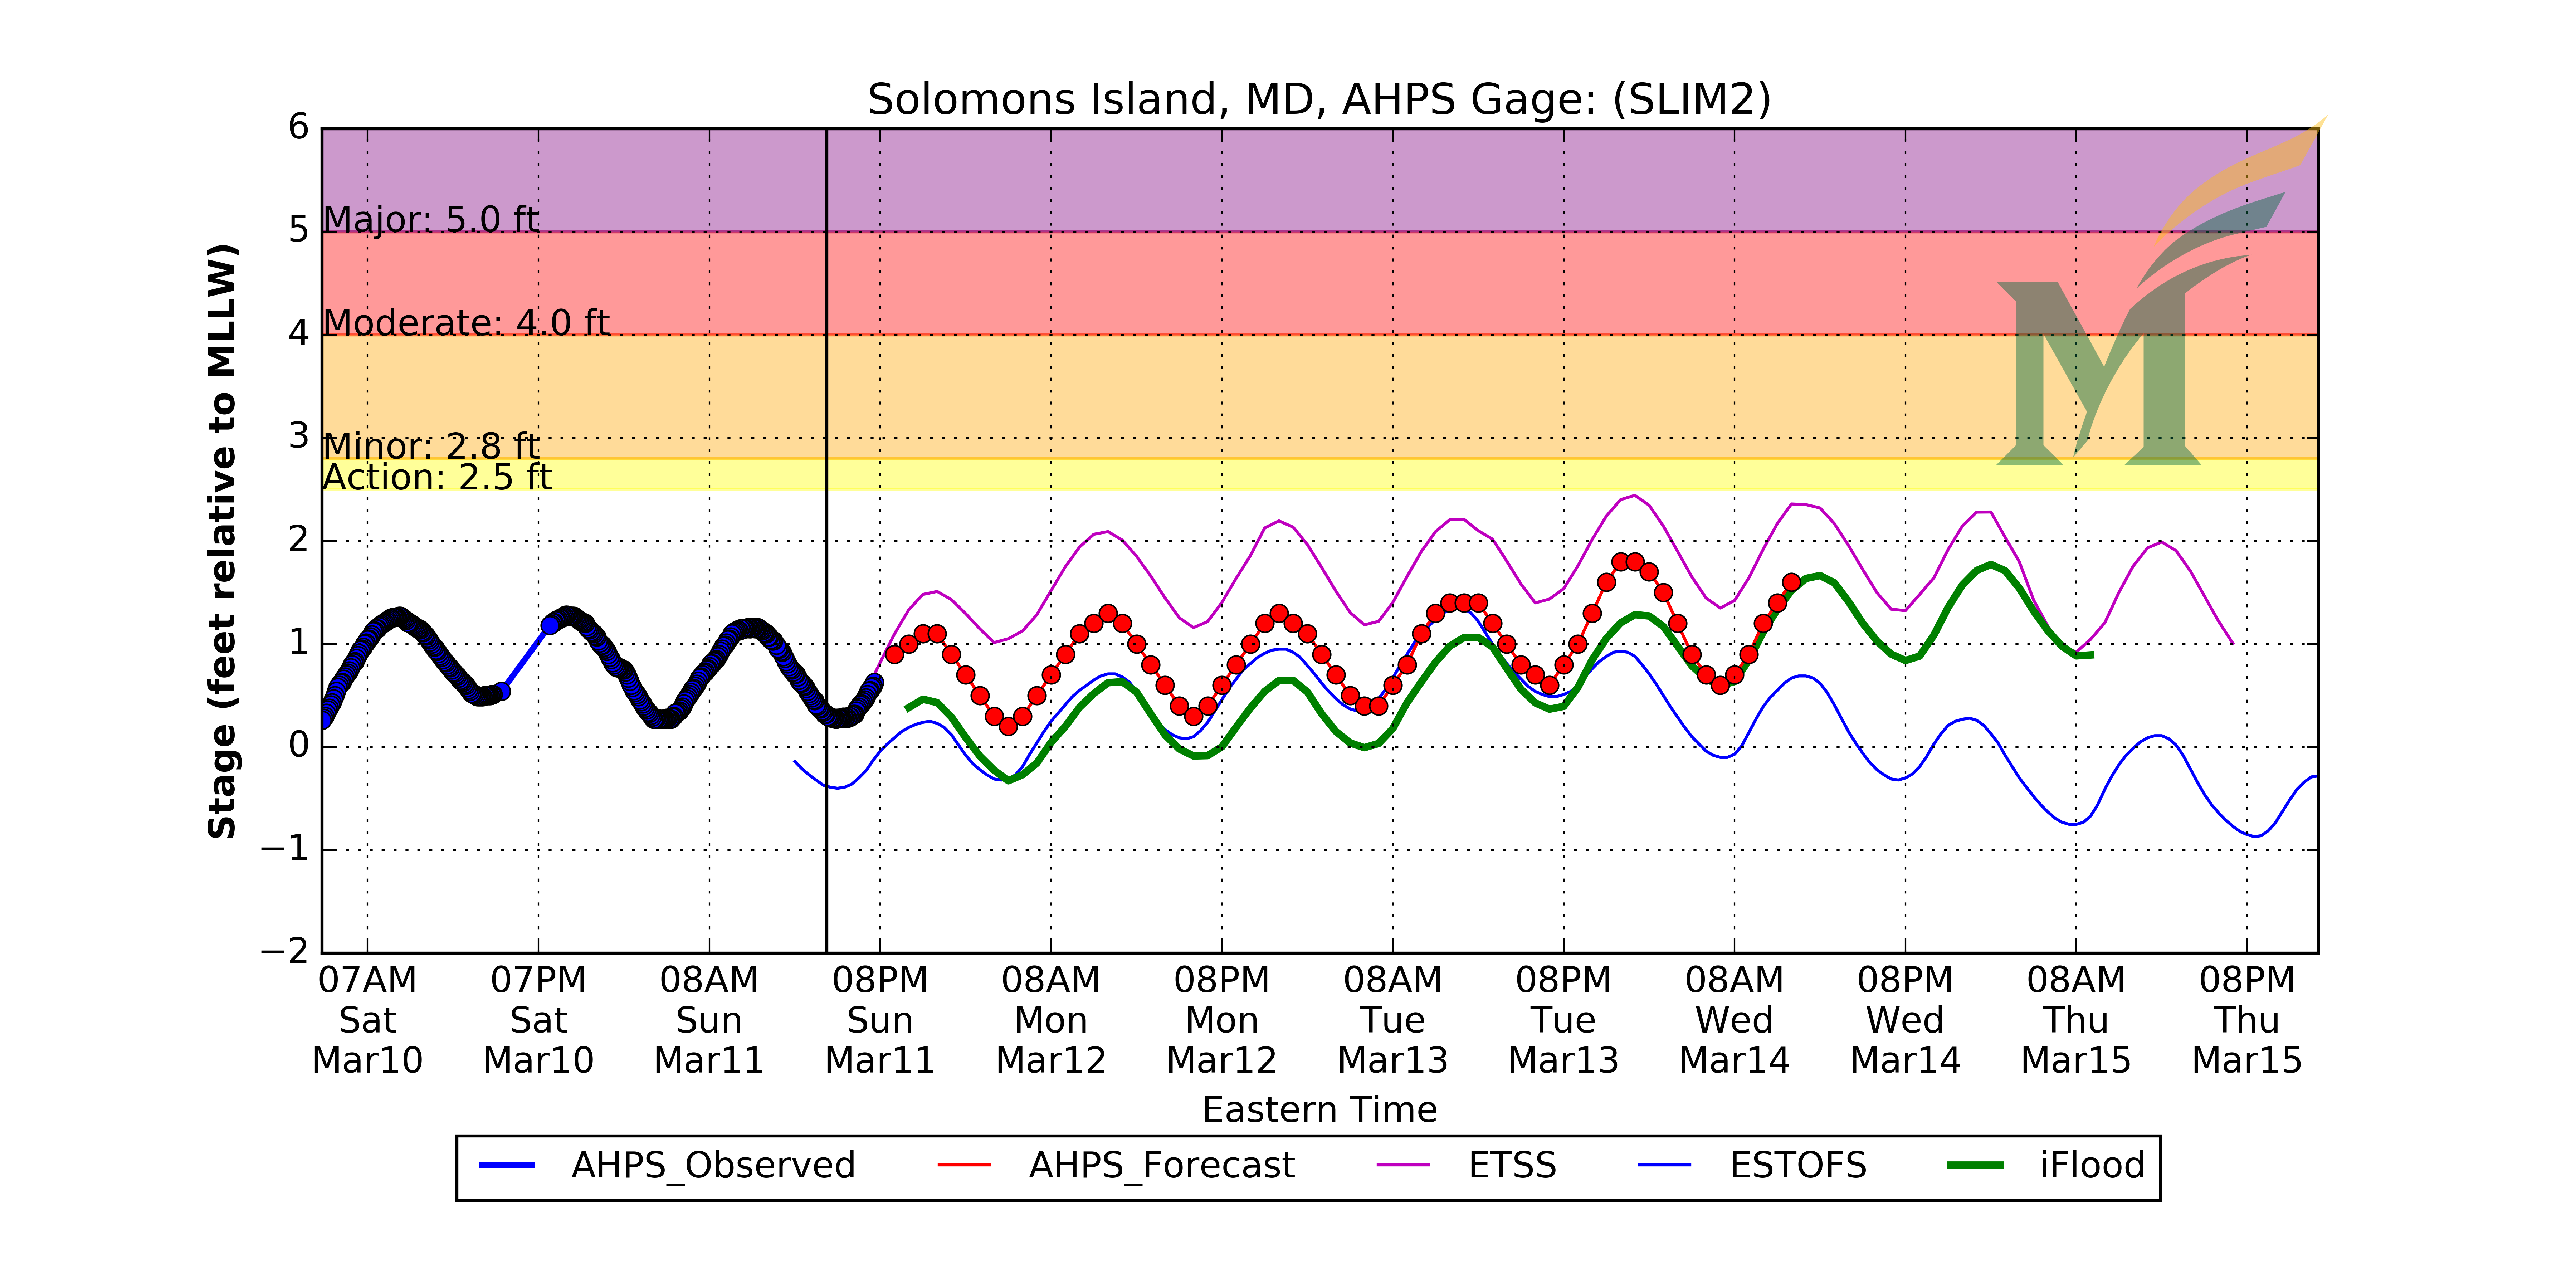 Solomons Island, MD, AHPS Gage: (SLIM2)
Stage (feet relative to MLLW)
6
5
4
3
2
1
0
−1
−2
Major: 5.0 ft
Moderate: 4.0 ft
Minor: 2.8 ft
Action: 2.5 ft
M
07AM 07PM 08AM 08PM 08AM 08PM 08AM 08PM 08AM 08PM 08AM 08PM
Sat Sat Sun Sun Mon Mon Tue Tue Wed Wed Thu Thu
Mar10 Mar10 Mar11 Mar11 Mar12 Mar12 Mar13 Mar13 Mar14 Mar14 Mar15 Mar15
Eastern Time
AHPS_Observed AHPS_Forecast ETSS ESTOFS iFlood